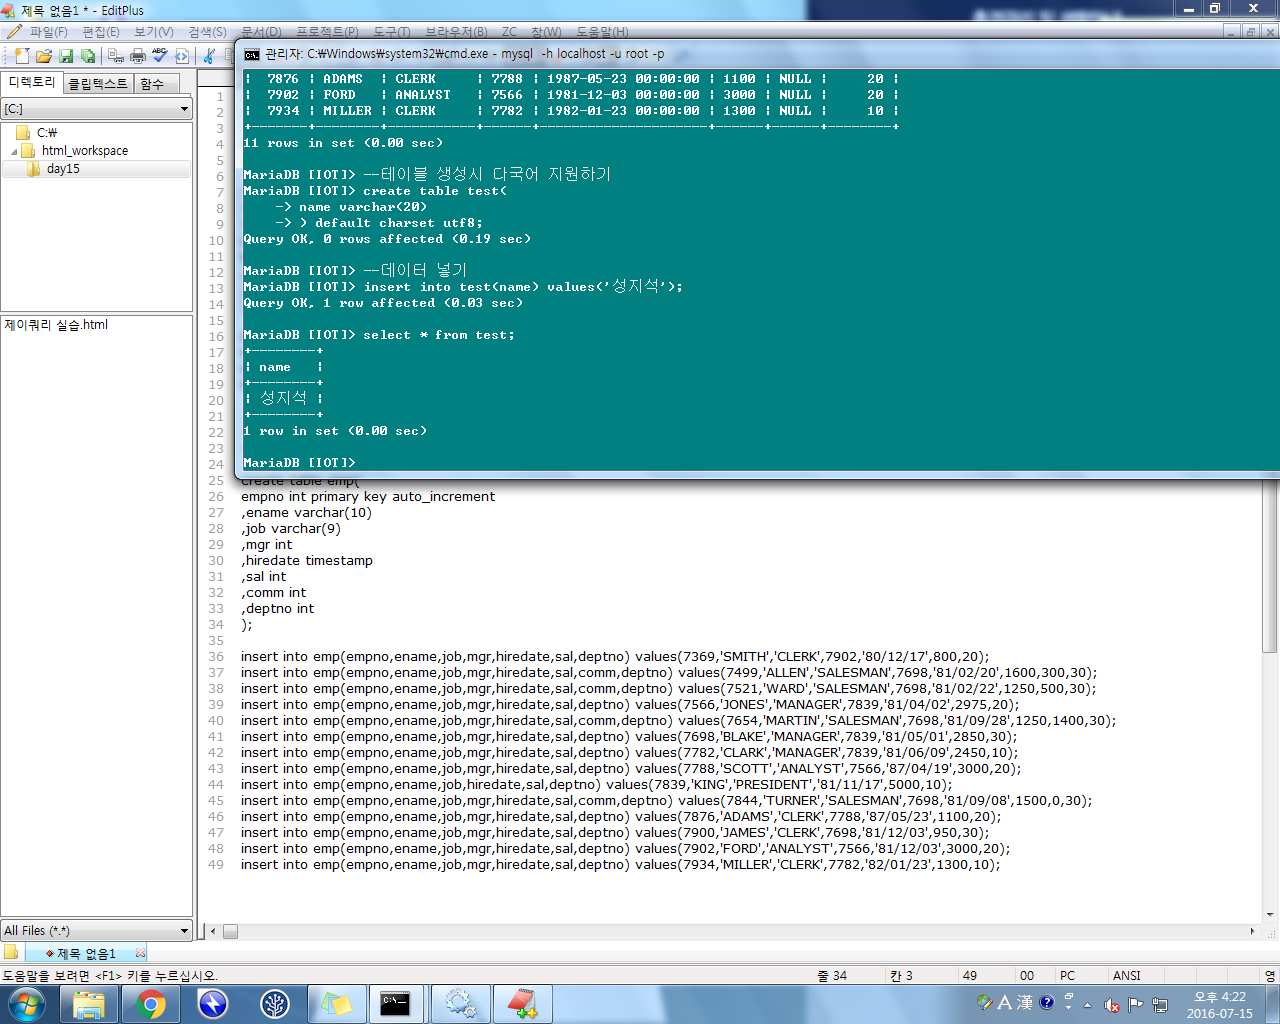 제목 없음1 * - EditPlus
파일(F) 편집(E) 보기(V) 검색(S) 문서(D) 프로젝트(P) 도구(T) 브라우저(B) ZC 창(W) 도움말(H)
관리자: C:\Windows\system32\cmd.exe - mysql -h localhost -u root -p
디렉토리 클립텍스트 함수
[C:]
C:\
html_workspace
day15
제이쿼리 실습.html
All Files (*.*)
| 7876 | ADAMS | CLERK | 7788 | 1987-05-23 00:00:00 | 1100 | NULL | 20 |
| 7902 | FORD | ANALYST | 7566 | 1981-12-03 00:00:00 | 3000 | NULL | 20 |
| 7934 | MILLER | CLERK | 7782 | 1982-01-23 00:00:00 | 1300 | NULL | 10 |
+-------+--------+-----------+------+---------------------+------+------+--------+
11 rows in set (0.00 sec)
MariaDB [IOT]> --테이블 생성시 다국어 지원하기
MariaDB [IOT]> create table test(
-> name varchar(20)
-> ) default charset utf8;
Query OK, 0 rows affected (0.19 sec)
MariaDB [IOT]> --데이터 넣기
MariaDB [IOT]> insert into test(name) values('성지석');
Query OK, 1 row affected (0.03 sec)
MariaDB [IOT]> select * from test;
+--------+
| name |
+--------+
| 성지석 |
+--------+
1 row in set (0.00 sec)
MariaDB [IOT]>
1
2
3
4
5
6
7
8
9
10
11
12
13
14
15
16
17
18
19
20
21
22
23
24
25 create table emp(
26 empno int primary key auto_increment
27 ,ename varchar(10)
28 ,job varchar(9)
29 ,mgr int
30 ,hiredate timestamp
31 ,sal int
32 ,comm int
33 ,deptno int
34 );
35
36 insert into emp(empno,ename,job,mgr,hiredate,sal,deptno) values(7369,'SMITH','CLERK',7902,'80/12/17',800,20);
37 insert into emp(empno,ename,job,mgr,hiredate,sal,comm,deptno) values(7499,'ALLEN','SALESMAN',7698,'81/02/20',1600,300,30);
38 insert into emp(empno,ename,job,mgr,hiredate,sal,comm,deptno) values(7521,'WARD','SALESMAN',7698,'81/02/22',1250,500,30);
39 insert into emp(empno,ename,job,mgr,hiredate,sal,deptno) values(7566,'JONES','MANAGER',7839,'81/04/02',2975,20);
40 insert into emp(empno,ename,job,mgr,hiredate,sal,comm,deptno) values(7654,'MARTIN','SALESMAN',7698,'81/09/28',1250,1400,30);
41 insert into emp(empno,ename,job,mgr,hiredate,sal,deptno) values(7698,'BLAKE','MANAGER',7839,'81/05/01',2850,30);
42 insert into emp(empno,ename,job,mgr,hiredate,sal,deptno) values(7782,'CLARK','MANAGER',7839,'81/06/09',2450,10);
43 insert into emp(empno,ename,job,mgr,hiredate,sal,deptno) values(7788,'SCOTT','ANALYST',7566,'87/04/19',3000,20);
44 insert into emp(empno,ename,job,hiredate,sal,deptno) values(7839,'KING','PRESIDENT','81/11/17',5000,10);
45 insert into emp(empno,ename,job,mgr,hiredate,sal,comm,deptno) values(7844,'TURNER','SALESMAN',7698,'81/09/08',1500,0,30);
46 insert into emp(empno,ename,job,mgr,hiredate,sal,deptno) values(7876,'ADAMS','CLERK',7788,'87/05/23',1100,20);
47 insert into emp(empno,ename,job,mgr,hiredate,sal,deptno) values(7900,'JAMES','CLERK',7698,'81/12/03',950,30);
48 insert into emp(empno,ename,job,mgr,hiredate,sal,deptno) values(7902,'FORD','ANALYST',7566,'81/12/03',3000,20);
49 insert into emp(empno,ename,job,mgr,hiredate,sal,deptno) values(7934,'MILLER','CLERK',7782,'82/01/23',1300,10);
제목 없음1
도움말을 보려면 <F1> 키를 누르십시오. 줄 34 칸 3 49 00 PC ANSI 영
A 漢 오후 4:22
2016-07-15